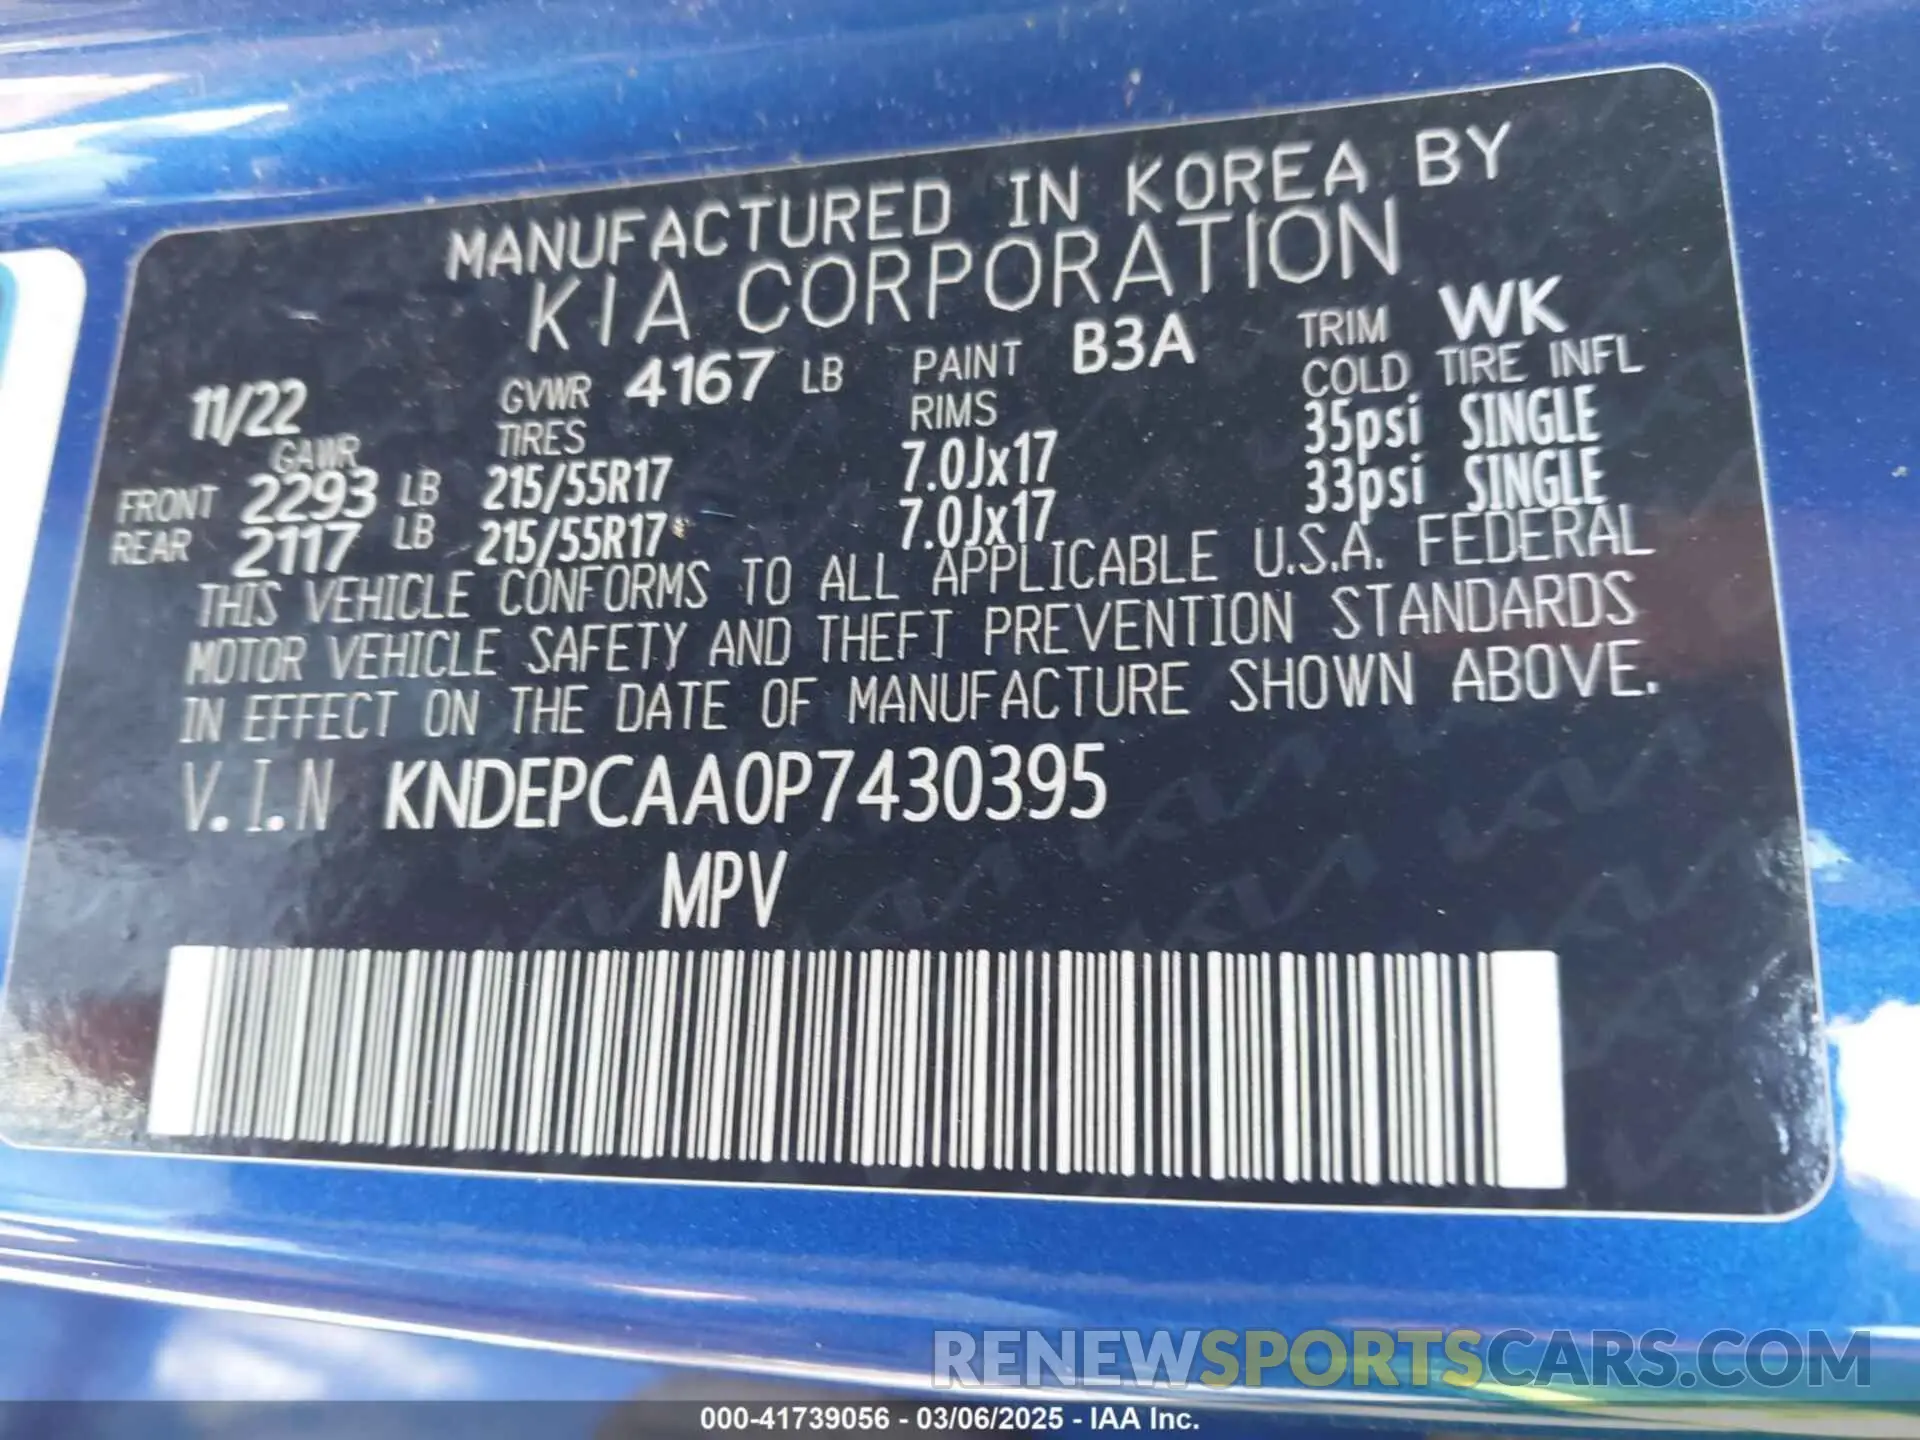 MANUFACTURED IN KOREA BY
KIA CORPORATION
11/22 GVWR 4167 LB PAINT B3A TRIM WK
GAWR TIRES RIMS COLD TIRE INFL
FRONT 2293 LB 215/55R17 7.0Jx17 35psi SINGLE
REAR 2117 LB 215/55R17 7.0Jx17 33psi SINGLE
THIS VEHICLE CONFORMS TO ALL APPLICABLE U.S.A. FEDERAL
MOTOR VEHICLE SAFETY AND THEFT PREVENTION STANDARDS
IN EFFECT ON THE DATE OF MANUFACTURE SHOWN ABOVE.
V.I.N KNDEPCAA0P7430395
MPV
RENEWSPORTSCARS.COM
000-41739056 - 03/06/2025 - IAA Inc.